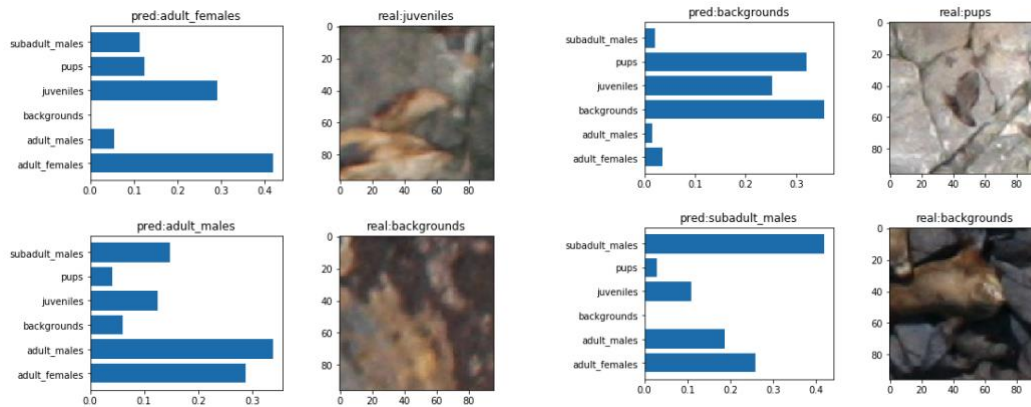 pred:adult_females
subadult_males
pups
juveniles
backgrounds
adult_males
adult_females
0.0 0.1 0.2 0.3 0.4
real:juveniles
0
20
40
60
80
0 20 40 60 80
pred:backgrounds
subadult_males
pups
juveniles
backgrounds
adult_males
adult_females
0.0 0.1 0.2 0.3
real:pups
0
20
40
60
80
0 20 40 60 80
pred:adult_males
subadult_males
pups
juveniles
backgrounds
adult_males
adult_females
0.0 0.1 0.2 0.3
real:backgrounds
0
20
40
60
80
0 20 40 60 80
pred:subadult_males
subadult_males
pups
juveniles
backgrounds
adult_males
adult_females
0.0 0.1 0.2 0.3 0.4
real:backgrounds
0
20
40
60
80
0 20 40 60 80